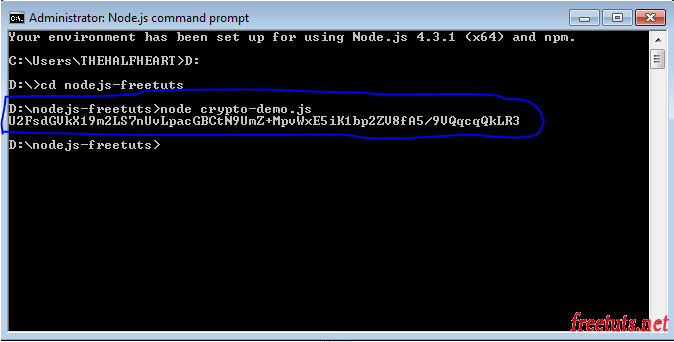 Administrator: Node.js command prompt
Your environment has been set up for using Node.js 4.3.1 (x64) and npm.
C:\Users\THEHALFHEART>D:
D:\>cd nodejs-freetuts
D:\nodejs-freetuts>node crypto-demo.js
U2FsdGVkX19m2LS7nUvLpacGBCtN9UmZ+MpvWxE5iK1bp2ZV8fA5/9VQqcqQkLR3
D:\nodejs-freetuts>
freetuts.net